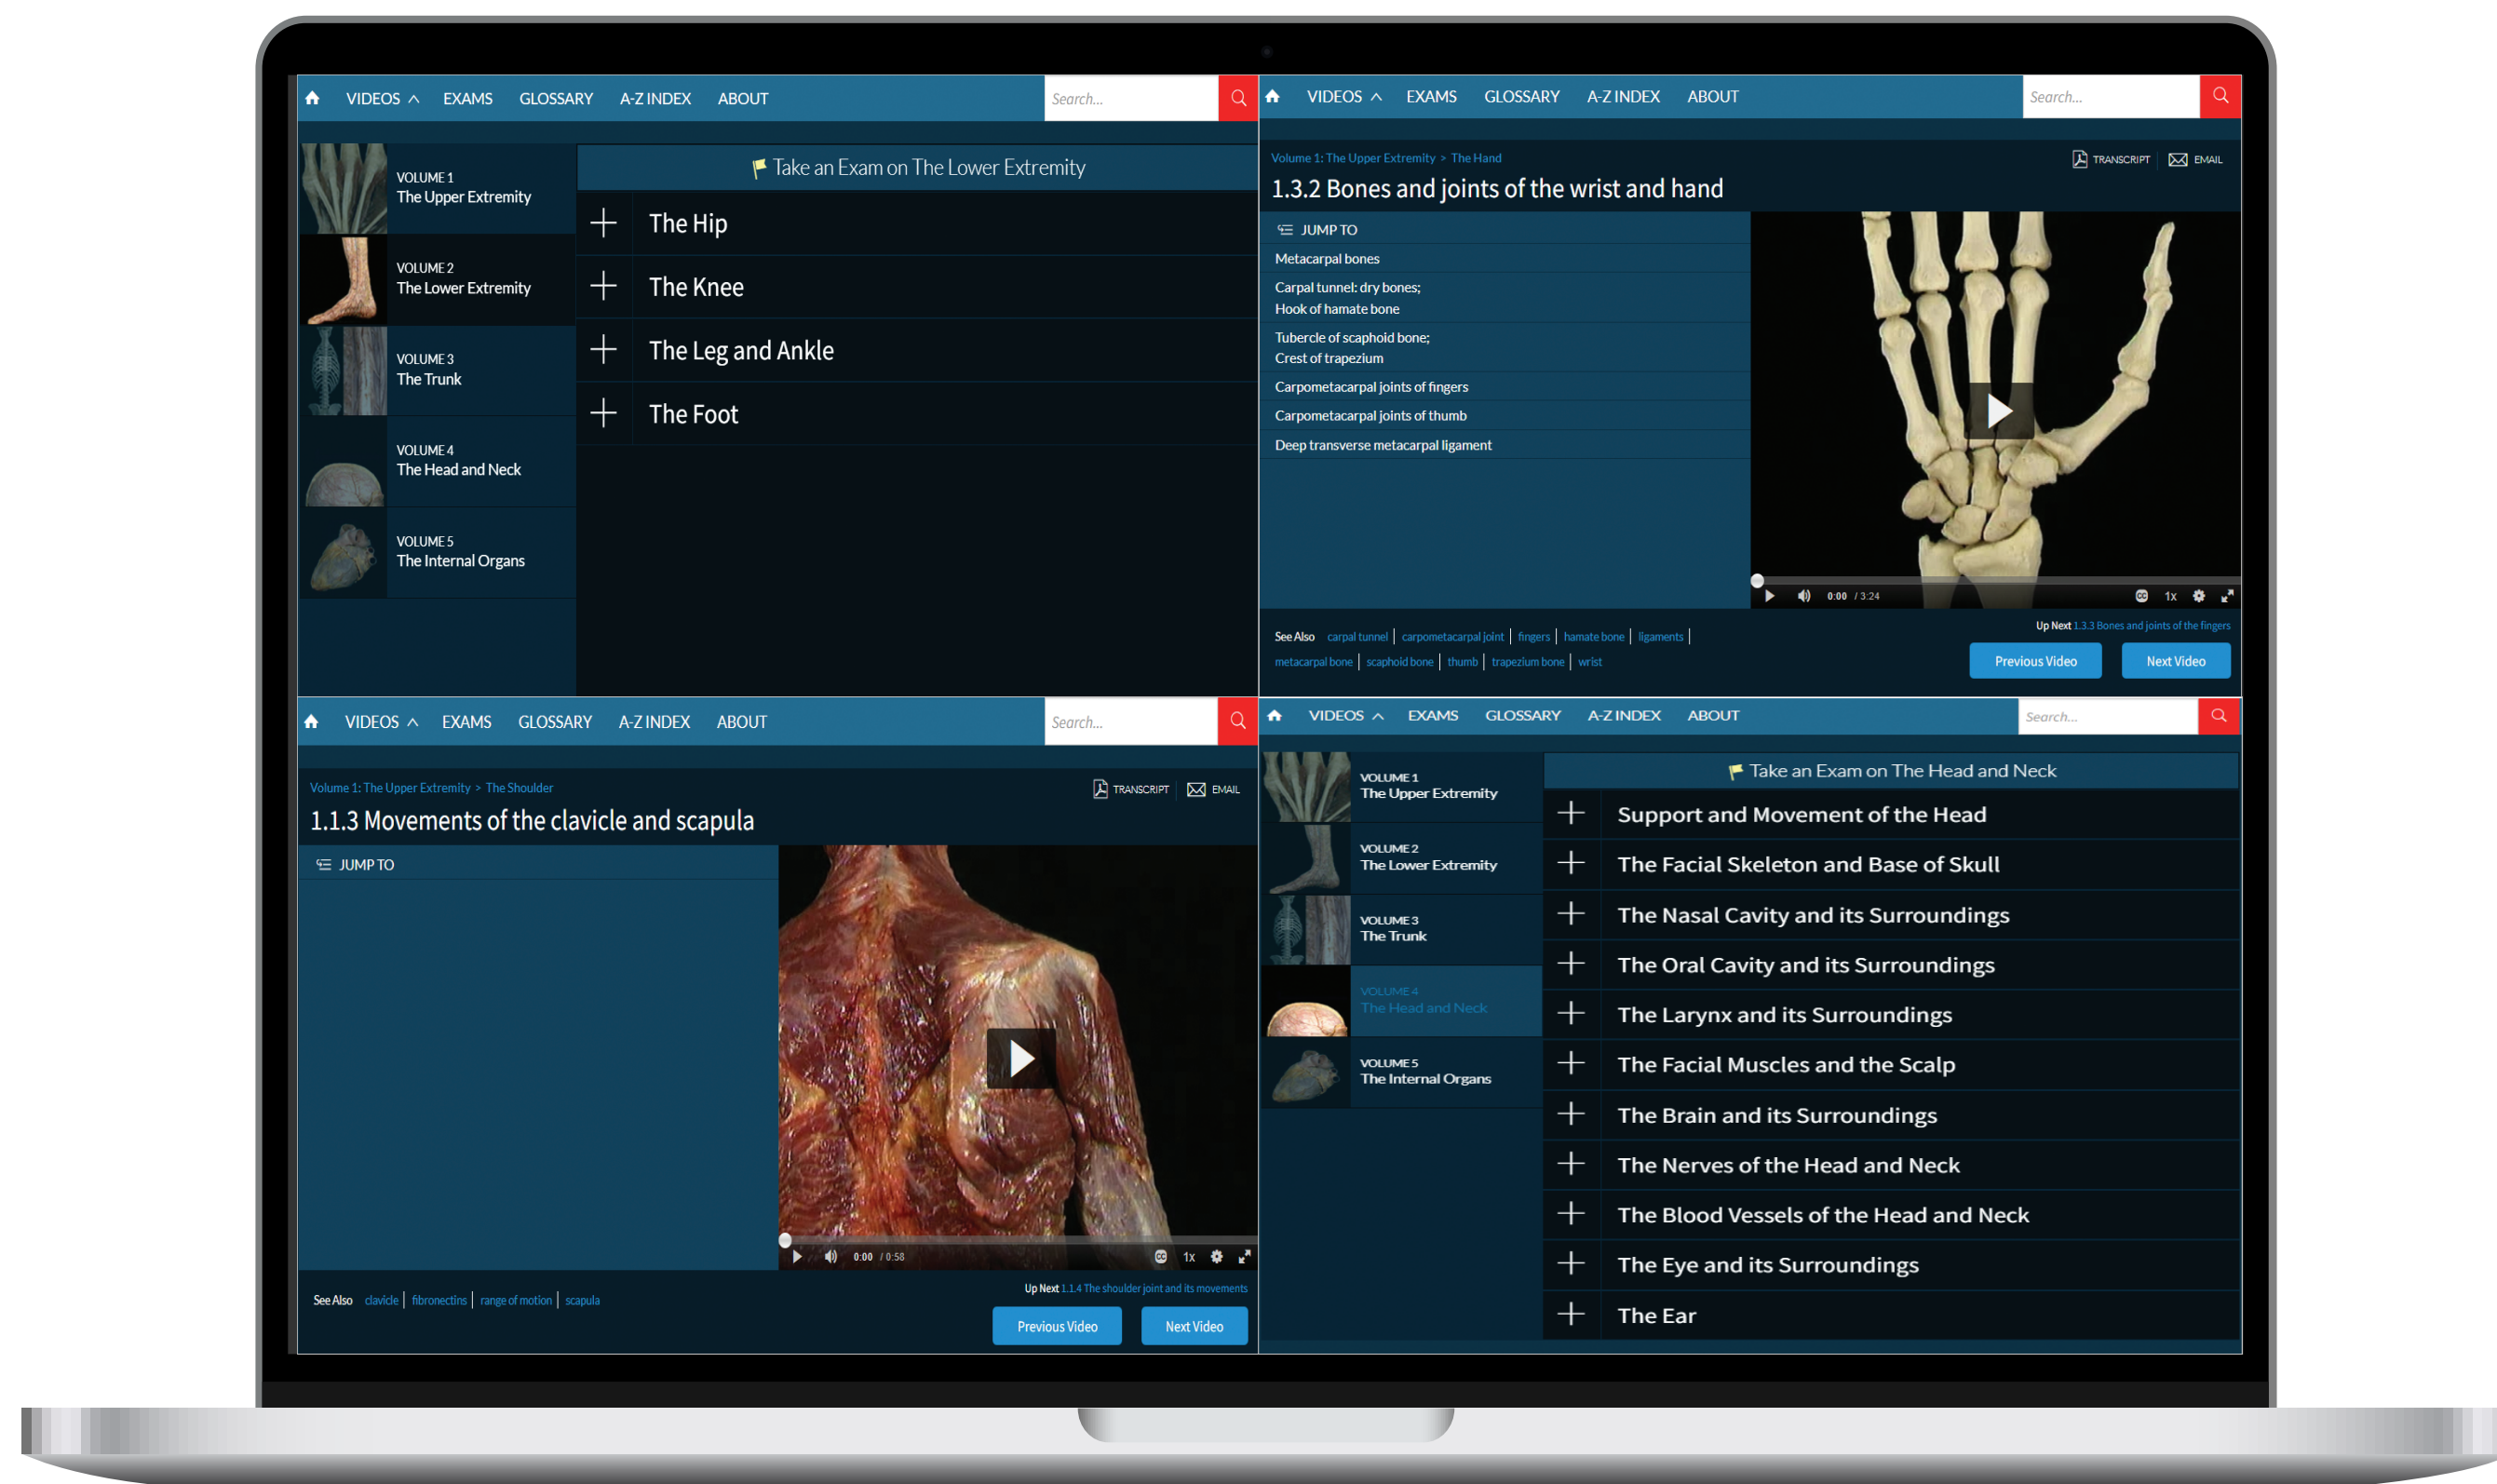 VIDEOS EXAMS GLOSSARY A-Z INDEX ABOUT Search...
VOLUME 1
The Upper Extremity
VOLUME 2
The Lower Extremity
VOLUME 3
The Trunk
VOLUME 4
The Head and Neck
VOLUME 5
The Internal Organs
Take an Exam on The Lower Extremity
The Hip
The Knee
The Leg and Ankle
The Foot
VIDEOS EXAMS GLOSSARY A-Z INDEX ABOUT Search...
Volume 1: The Upper Extremity > The Hand
TRANSCRIPT EMAIL
1.3.2 Bones and joints of the wrist and hand
JUMP TO
Metacarpal bones
Carpal tunnel: dry bones;
Hook of hamate bone
Tubercle of scaphoid bone;
Crest of trapezium
Carpometacarpal joints of fingers
Carpometacarpal joints of thumb
Deep transverse metacarpal ligament
0:00 / 3:24 CC 1x
See Also carpal tunnel | carpometacarpal joint | fingers | hamate bone | ligaments |
metacarpal bone | scaphoid bone | thumb | trapezium bone | wrist
Up Next 1.3.3 Bones and joints of the fingers
Previous Video Next Video
VIDEOS EXAMS GLOSSARY A-Z INDEX ABOUT Search...
Volume 1: The Upper Extremity > The Shoulder
TRANSCRIPT EMAIL
1.1.3 Movements of the clavicle and scapula
JUMP TO
0:00 / 0:58 CC 1x
See Also clavicle | fibronectins | range of motion | scapula
Up Next 1.1.4 The shoulder joint and its movements
Previous Video Next Video
VIDEOS EXAMS GLOSSARY A-Z INDEX ABOUT Search...
VOLUME 1
The Upper Extremity
VOLUME 2
The Lower Extremity
VOLUME 3
The Trunk
VOLUME 4
The Head and Neck
VOLUME 5
The Internal Organs
Take an Exam on The Head and Neck
Support and Movement of the Head
The Facial Skeleton and Base of Skull
The Nasal Cavity and its Surroundings
The Oral Cavity and its Surroundings
The Larynx and its Surroundings
The Facial Muscles and the Scalp
The Brain and its Surroundings
The Nerves of the Head and Neck
The Blood Vessels of the Head and Neck
The Eye and its Surroundings
The Ear